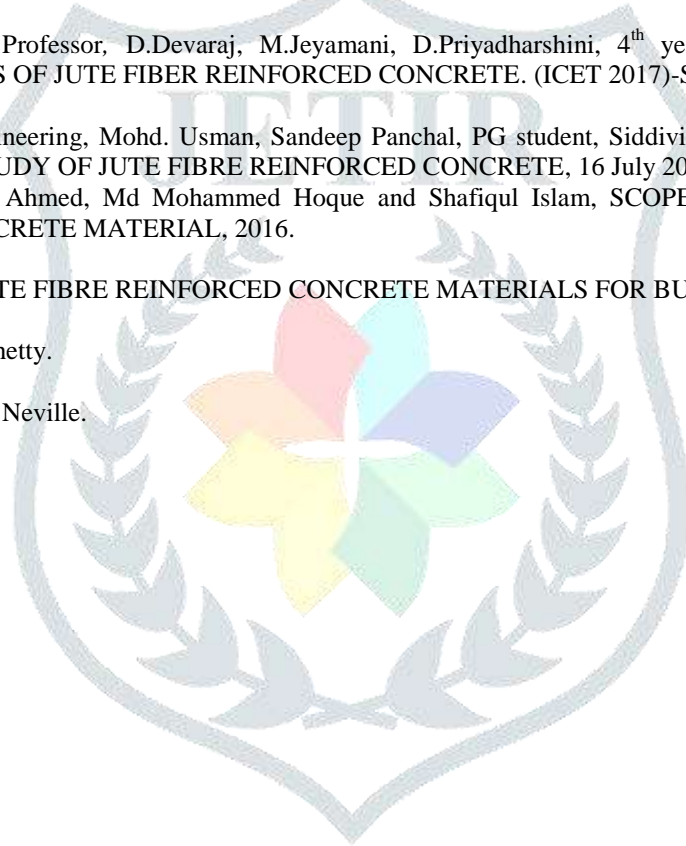 Professor, D.Devaraj, M.Jeyamani, D.Priyadharshini, 4th ye
S OF JUTE FIBER REINFORCED CONCRETE. (ICET 2017)-S
ineering, Mohd. Usman, Sandeep Panchal, PG student, Siddivi
UDY OF JUTE FIBRE REINFORCED CONCRETE, 16 July 20
Ahmed, Md Mohammed Hoque and Shafiqul Islam, SCOPE
CRETE MATERIAL, 2016.
TE FIBRE REINFORCED CONCRETE MATERIALS FOR BU
hetty.
Neville.
JETIR